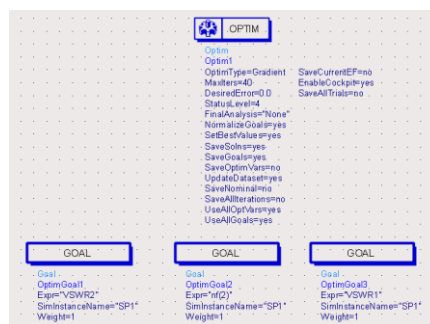 OPTIM
Optim
Optim1
OptimType=Gradient
MaxIters=40
DesiredError=0.0
StatusLevel=4
FinalAnalysis="None"
NormalizeGoals=yes
SetBestValues=yes
SaveSolns=yes
SaveGoals=yes
SaveOptimVars=no
UpdateDataset=yes
SaveNominal=no
SaveAllIterations=no
UseAllOptVars=yes
UseAllGoals=yes
SaveCurrentEF=no
EnableCockpit=yes
SaveAllTrials=no
GOAL
Goal
OptimGoal1
Expr="VSWR2"
SimInstanceName="SP1"
Weight=1
GOAL
Goal
OptimGoal2
Expr="nf(2)"
SimInstanceName="SP1"
Weight=1
GOAL
Goal
OptimGoal3
Expr="VSWR1"
SimInstanceName="SP1"
Weight=1